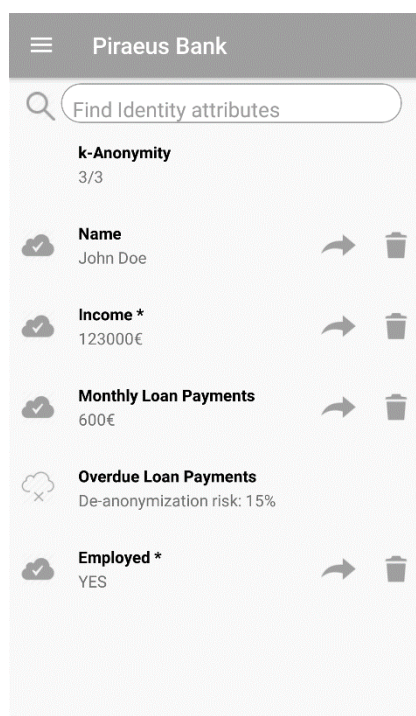 Piraeus Bank
Find Identity attributes
k-Anonymity
3/3
Name
John Doe
Income *
123000€
Monthly Loan Payments
600€
Overdue Loan Payments
De-anonymization risk: 15%
Employed *
YES